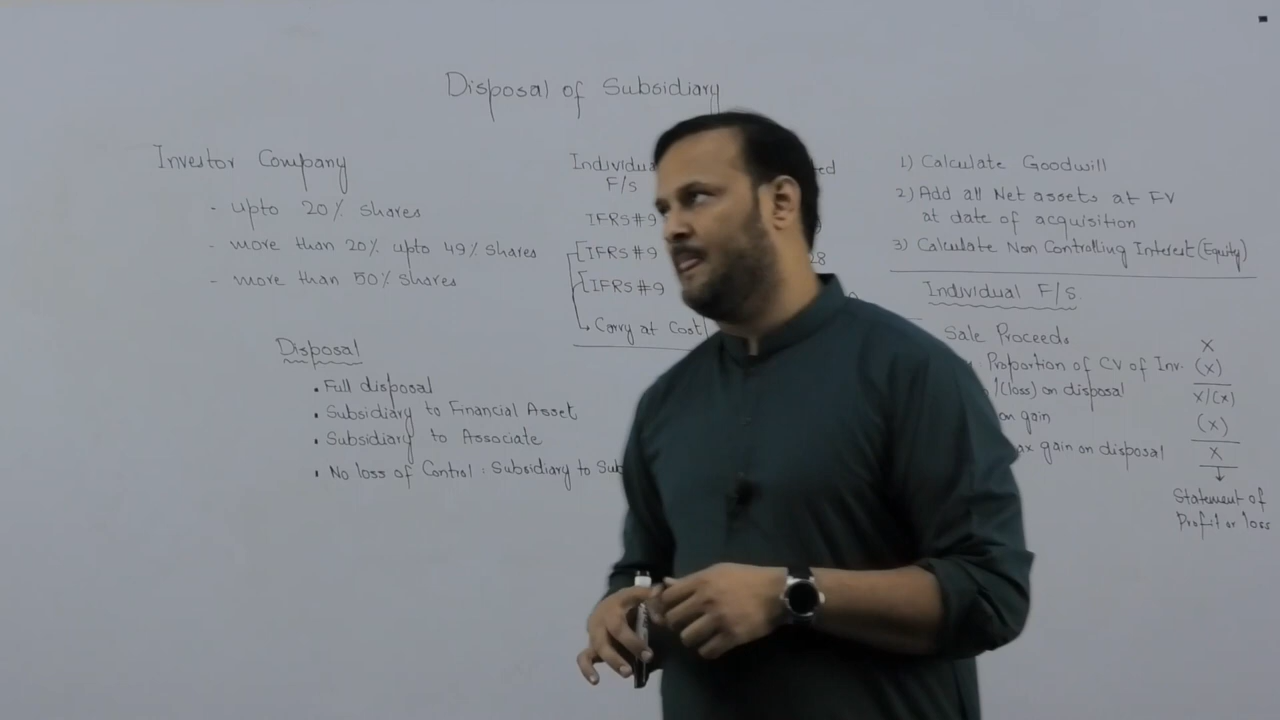 Disposal of Subsidiary
Investor Company
- upto 20% shares
- more than 20% upto 49% shares
- more than 50% shares
Individua
F/s
IFRS#9
IFRS#9
IFRS#9
Carry at Cost
ed
28
Disposal
• Full disposal
• Subsidiary to Financial Asset
• Subsidiary to Associate
• No loss of Control : Subsidiary to Sub
1) Calculate Goodwill
2) Add all Net assets at FV
at date of acquisition
3) Calculate Non Controlling Interest (Equity)
Individual F/S.
Sale Proceeds X
Proportion of CV of Inv. (X)
/(loss) on disposal X/(X)
on gain (X)
ax gain on disposal X
Statement of
Profit or loss